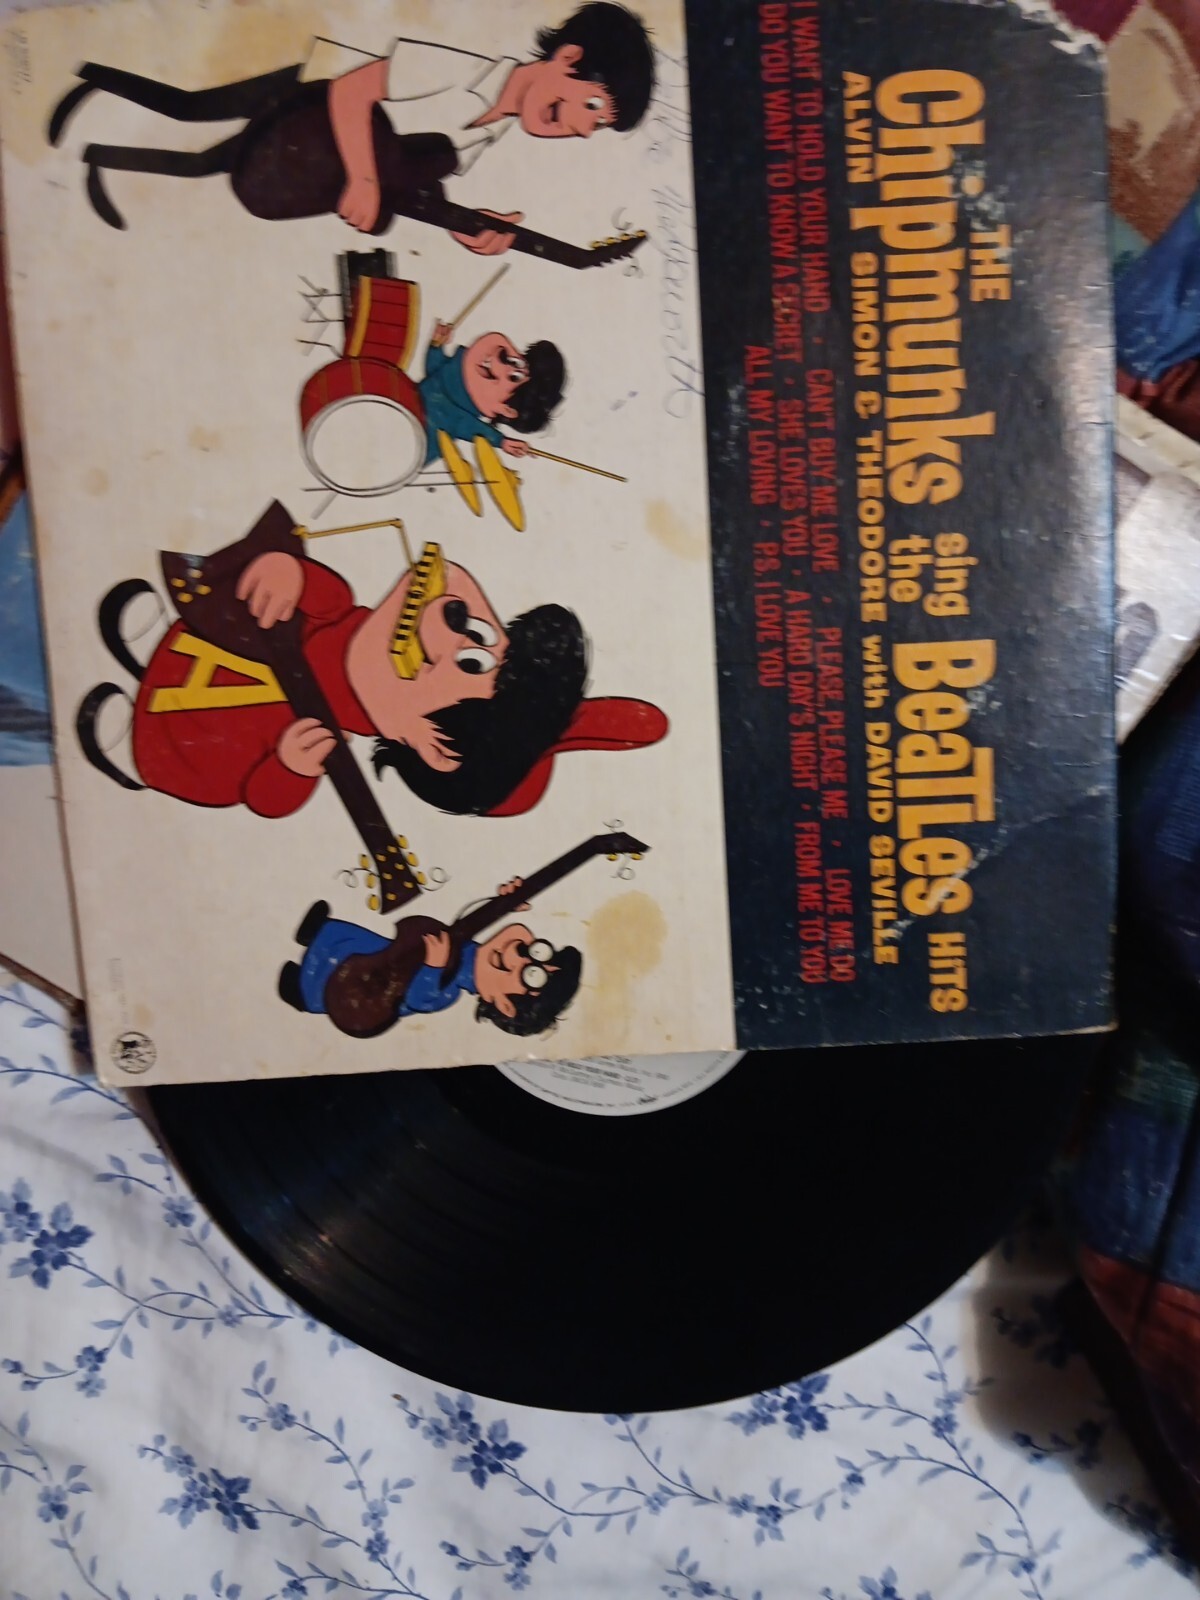 THE
Chipmunks sing the BeaTLes HiTS
ALVIN SIMON & THEODORE with DAVID SEVILLE
I WANT TO HOLD YOUR HAND · CAN'T BUY ME LOVE · PLEASE, PLEASE ME · LOVE ME DO
DO YOU WANT TO KNOW A SECRET · SHE LOVES YOU · A HARD DAY'S NIGHT · FROM ME TO YOU
ALL MY LOVING · P.S. I LOVE YOU
A